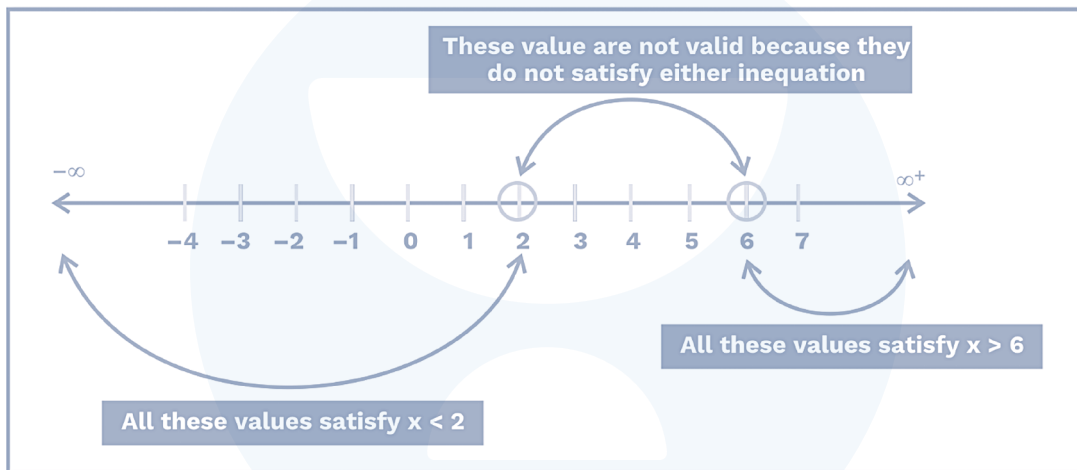 These value are not valid because they
do not satisfy either inequation
−∞
∞⁺
−4 −3 −2 −1 0 1 2 3 4 5 6 7
All these values satisfy x > 6
All these values satisfy x < 2